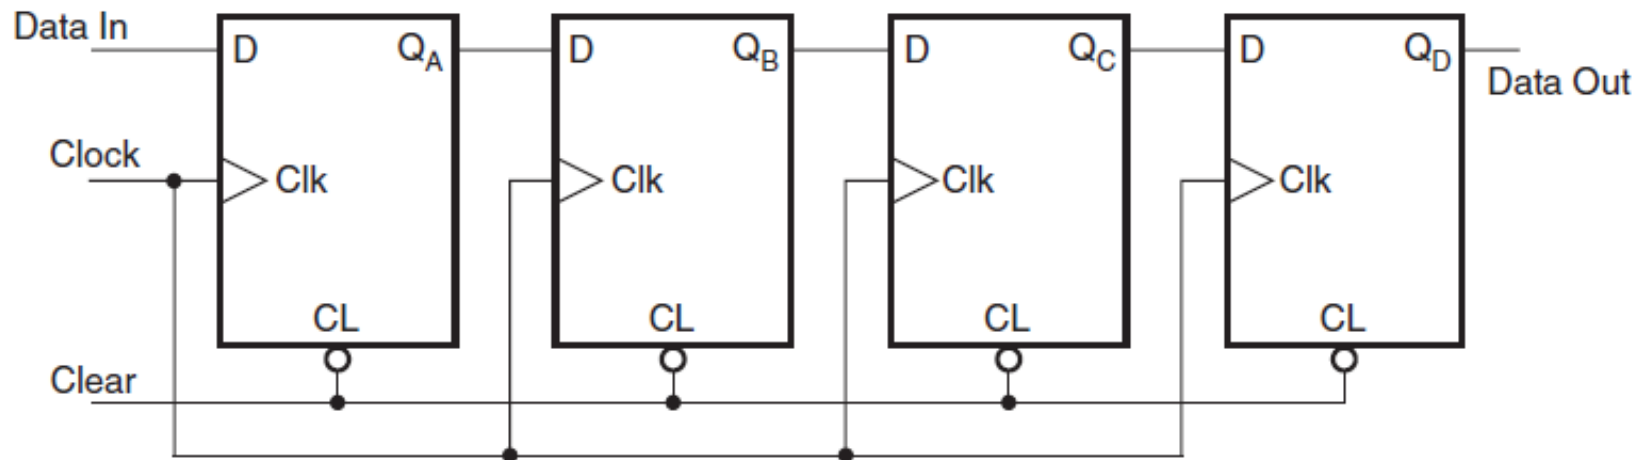 Data In
D QA D QB D QC D QD
Data Out
Clock
Clk Clk Clk Clk
CL CL CL CL
Clear